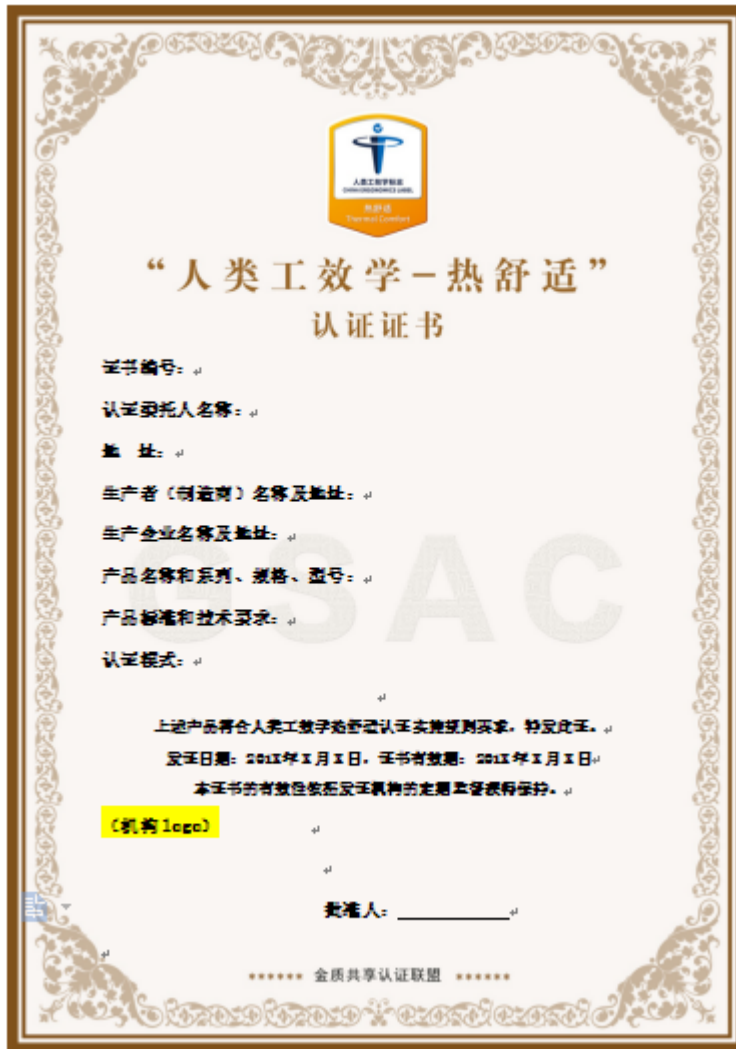 人类工效学标志
CHINA ERGONOMICS LABEL
热舒适
Thermal Comfort
“人类工效学－热舒适”
认证证书
证书编号：
认证委托人名称：
地 址：
生产者（制造商）名称及地址：
生产企业名称及地址：
产品名称和系列、规格、型号：
产品标准和技术要求：
认证模式：
GSAC
上述产品符合人类工效学热舒适认证实施规则要求，特发此证。
发证日期：201X年X月X日，证书有效期：201X年X月X日
本证书的有效性依据发证机构的定期监督获得保持。
（机构logo）
批准人：
****** 金质共享认证联盟 ******